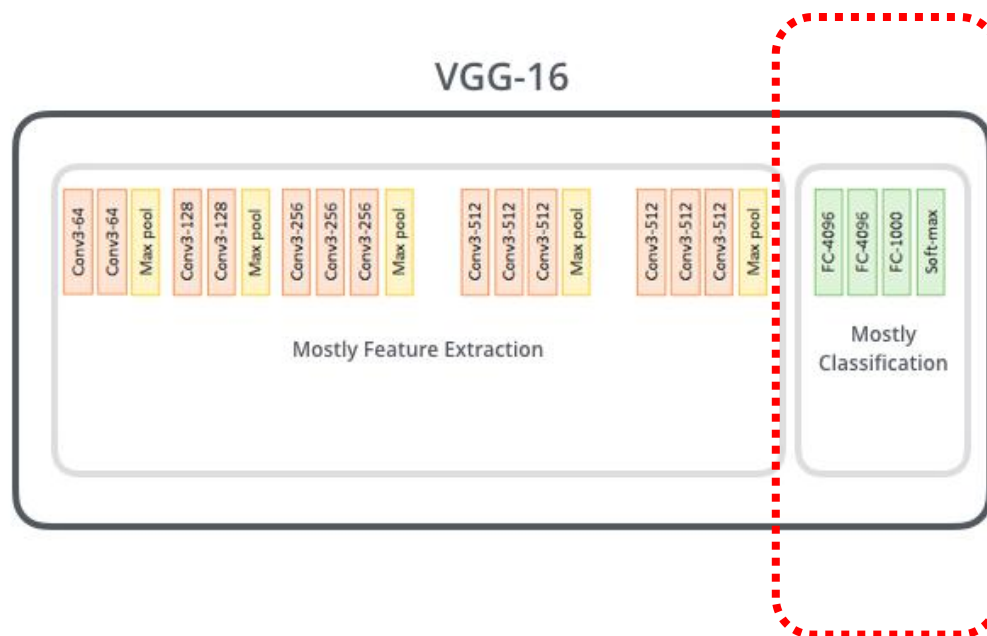 VGG-16
Conv3-64
Conv3-64
Max pool
Conv3-128
Conv3-128
Max pool
Conv3-256
Conv3-256
Conv3-256
Max pool
Conv3-512
Conv3-512
Conv3-512
Max pool
Conv3-512
Conv3-512
Conv3-512
Max pool
FC-4096
FC-4096
FC-1000
Soft-max
Mostly Feature Extraction
Mostly
Classification